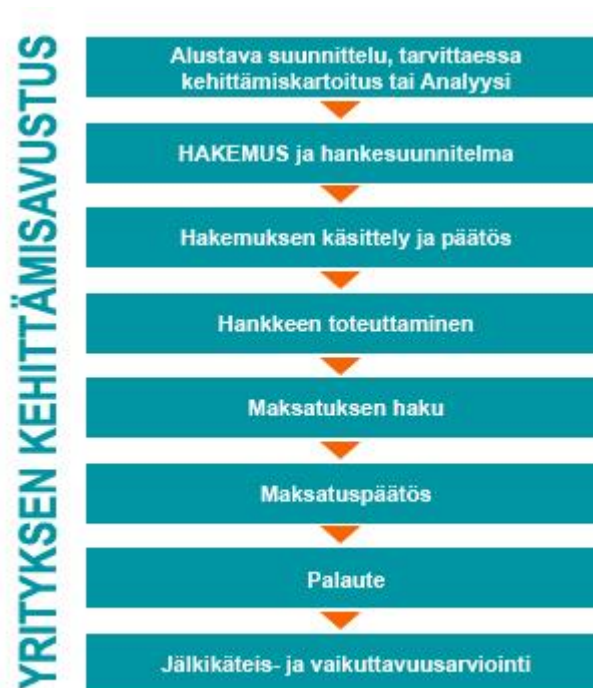 YRITYKSEN KEHITTÄMISAVUSTUS
Alustava suunnittelu, tarvittaessa
kehittämiskartoitus tai Analyysi
HAKEMUS ja hankesuunnitelma
Hakemuksen käsittely ja päätös
Hankkeen toteuttaminen
Maksatuksen haku
Maksatuspäätös
Palaute
Jälkikäteis- ja vaikuttavuusarviointi